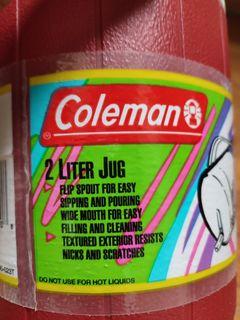 Coleman
2 LITER JUG
FLIP SPOUT FOR EASY
SIPPING AND POURING
WIDE MOUTH FOR EASY
FILLING AND CLEANING
TEXTURED EXTERIOR RESISTS
NICKS AND SCRATCHES
DO NOT USE FOR HOT LIQUIDS